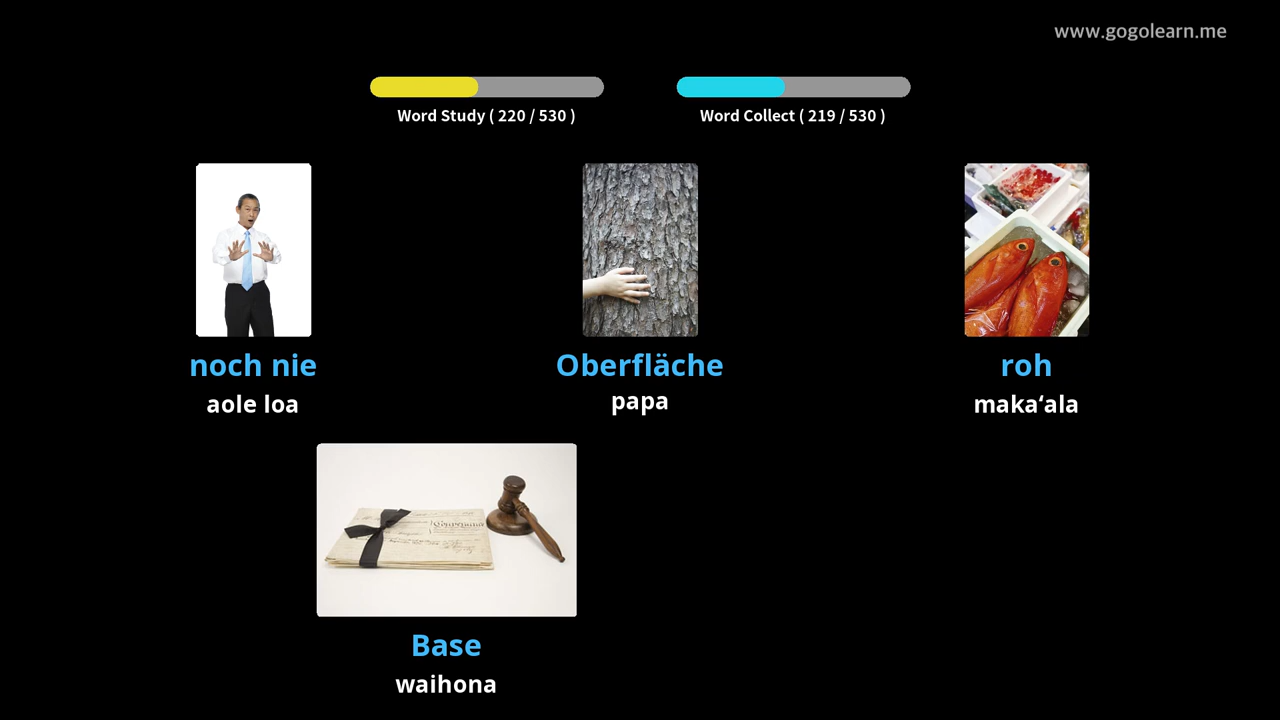 www.gogolearn.me
Word Study ( 220 / 530 )
Word Collect ( 219 / 530 )
noch nie
aole loa
Oberfläche
papa
roh
makaʻala
Base
waihona